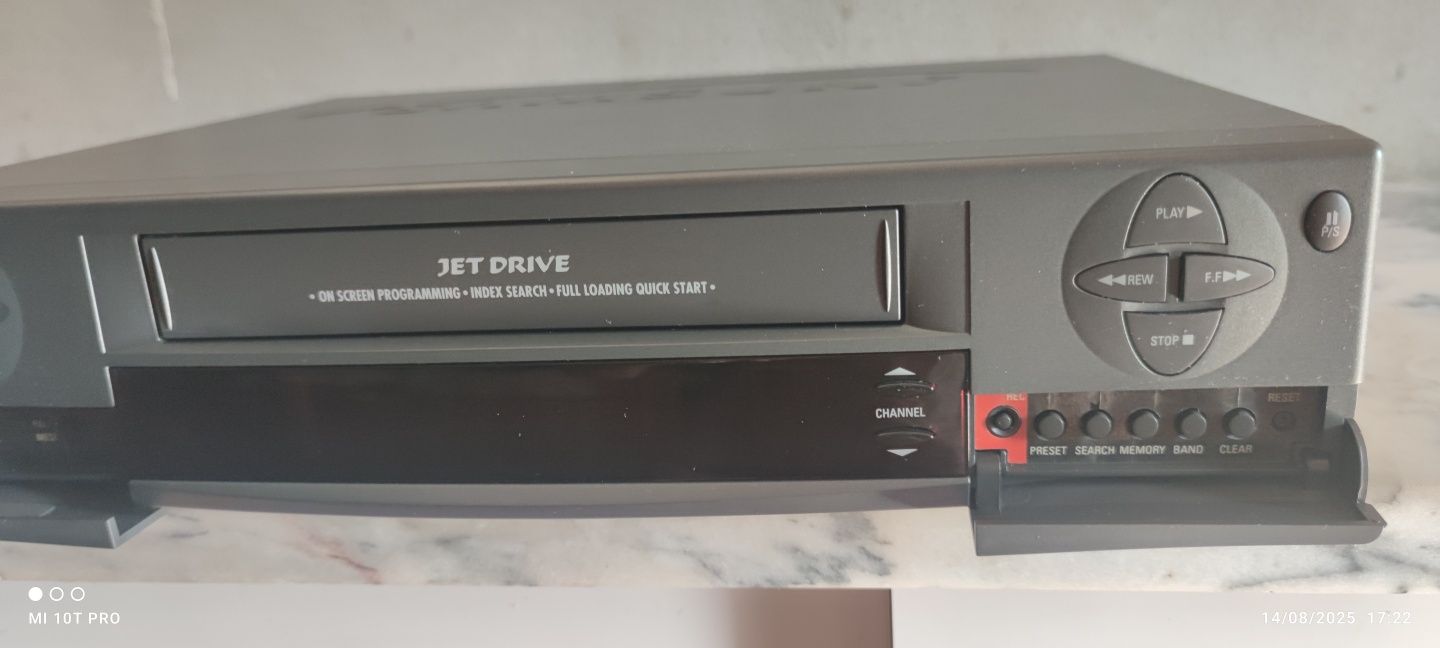 PLAY ▶
▮▮
P/S
◀◀ REW
F.F ▶▶
STOP ■
JET DRIVE
• ON SCREEN PROGRAMMING • INDEX SEARCH • FULL LOADING QUICK START •
CHANNEL
REC
RESET
PRESET SEARCH MEMORY BAND CLEAR
MI 10T PRO
14/08/2025 17:22